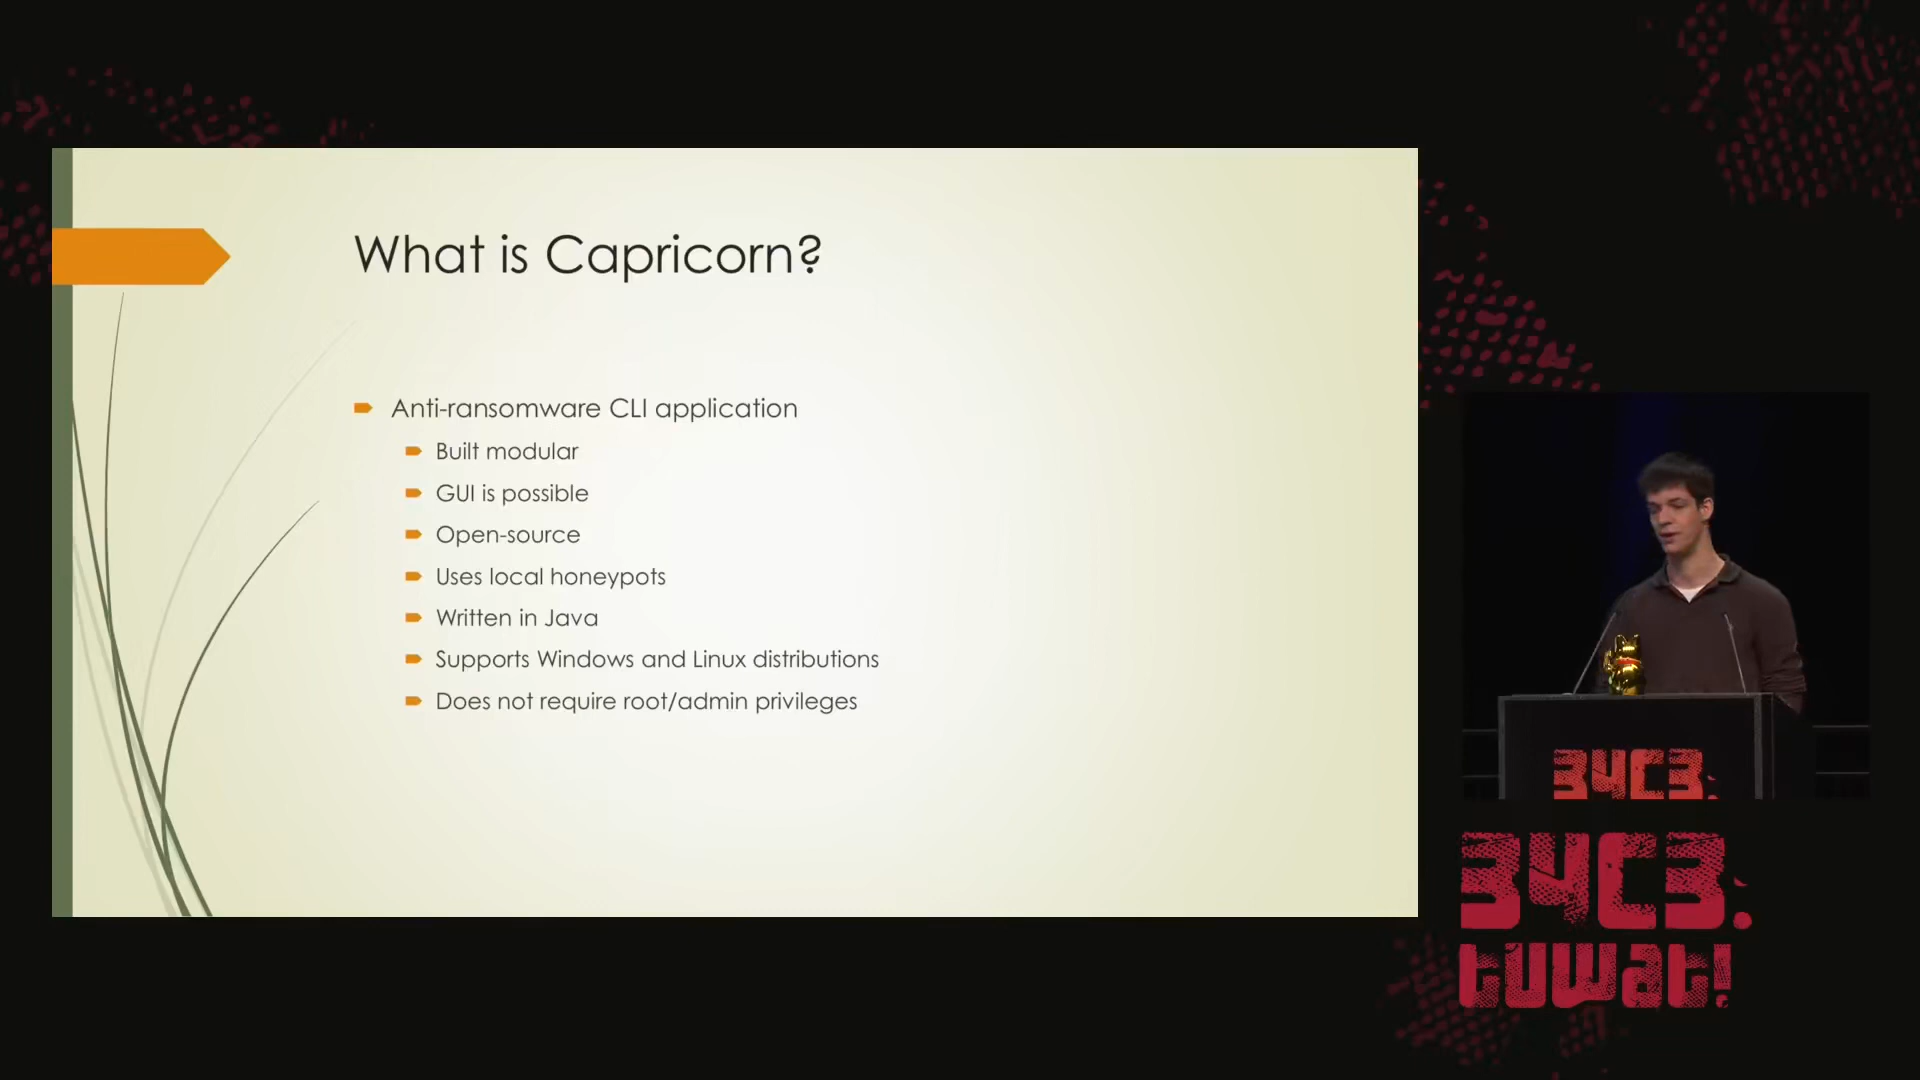 What is Capricorn?
Anti-ransomware CLI application
Built modular
GUI is possible
Open-source
Uses local honeypots
Written in Java
Supports Windows and Linux distributions
Does not require root/admin privileges
34C3.
34C3.
tuwat!